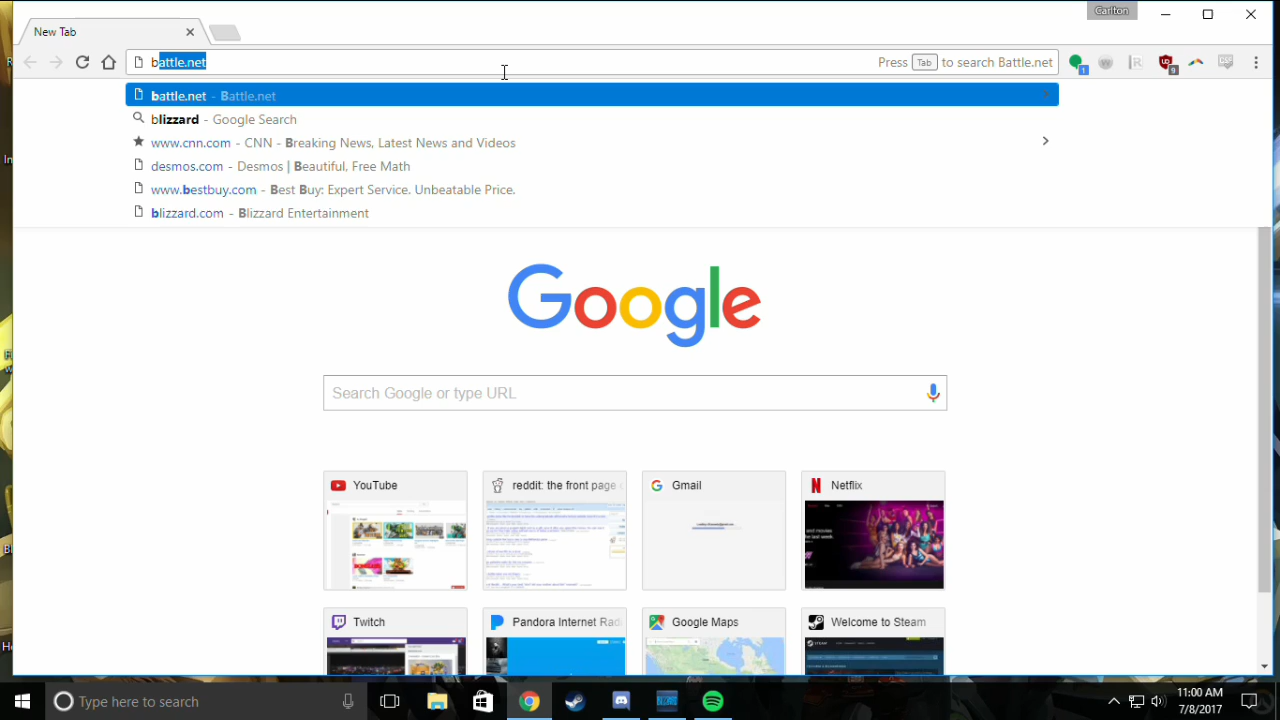 Carlton
New Tab
battle.net
Press Tab to search Battle.net
battle.net - Battle.net
blizzard - Google Search
www.cnn.com - CNN - Breaking News, Latest News and Videos
desmos.com - Desmos | Beautiful, Free Math
www.bestbuy.com - Best Buy: Expert Service. Unbeatable Price.
blizzard.com - Blizzard Entertainment
Google
Search Google or type URL
YouTube
reddit: the front page
Gmail
Netflix
Twitch
Pandora Internet Radi
Google Maps
Welcome to Steam
Type here to search
11:00 AM
7/8/2017